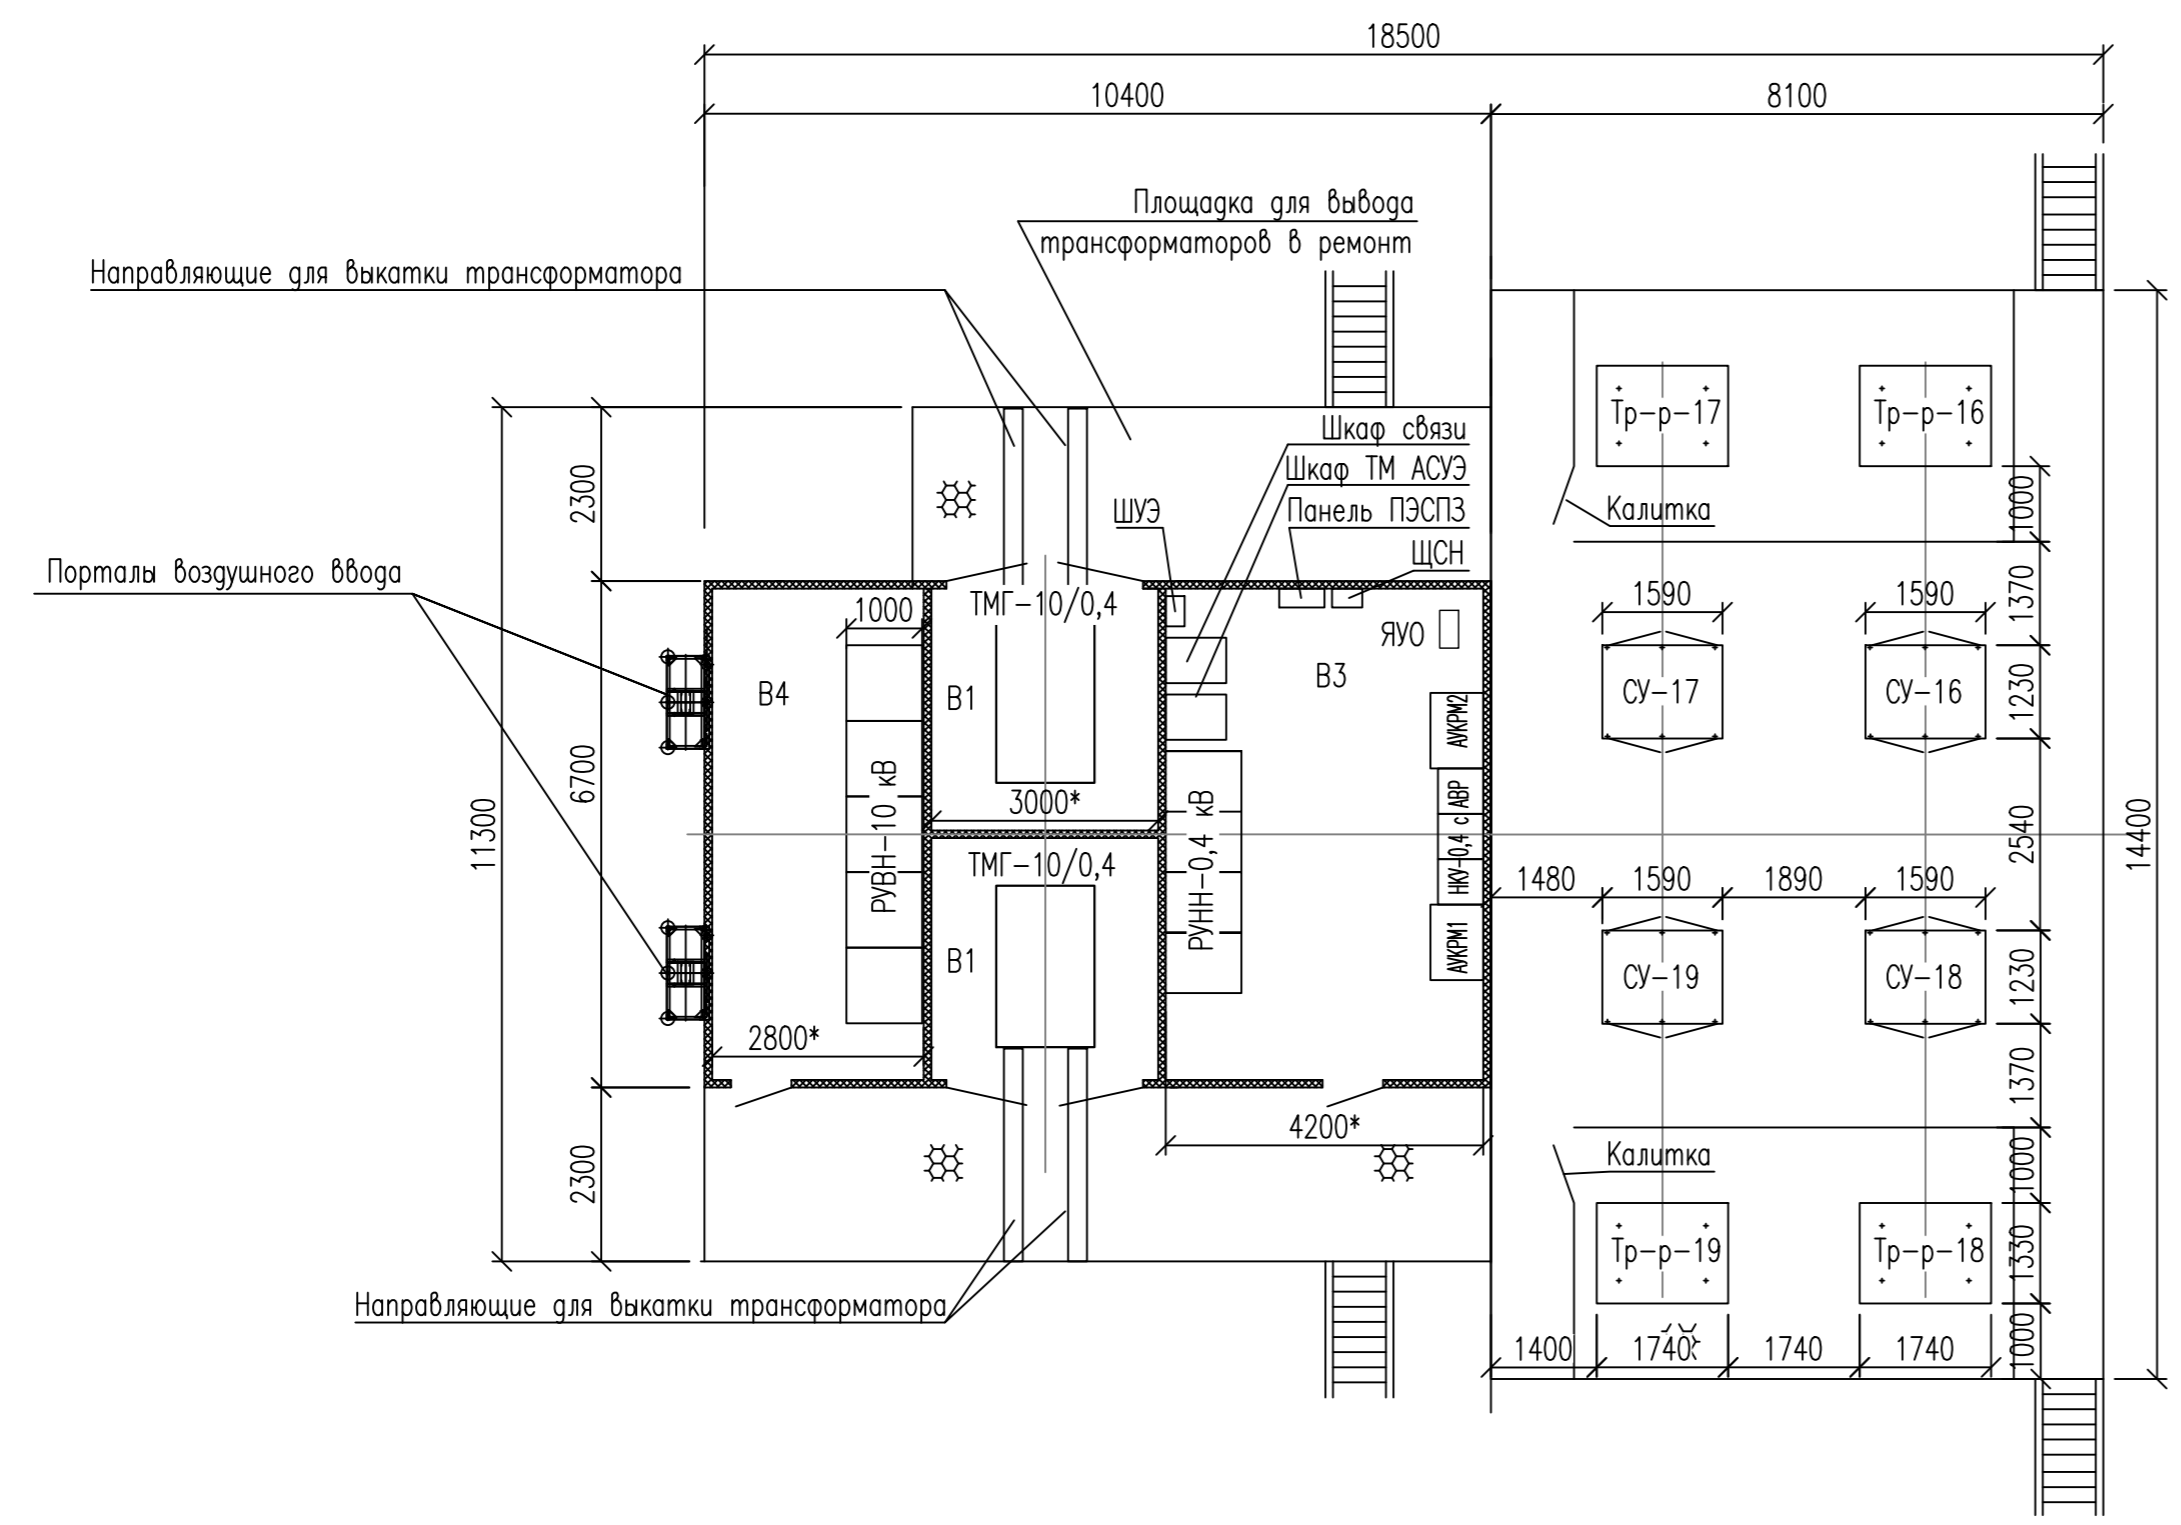 18500
10400
8100
Площадка для вывода
трансформаторов в ремонт
Направляющие для выкатки трансформатора
Шкаф связи
Шкаф ТМ АСУЭ
ШУЭ
Панель ПЭСПЗ
ЩСН
Порталы воздушного ввода
Тр-р-17
Тр-р-16
Калитка
1000
2300
1370
1590
1590
1000
ТМГ-10/0,4
ЯУО
В4
В1
В3
СУ-17
СУ-16
1230
АУКРМ2
6700
РУВН-10 кВ
3000*
РУНН-0,4 кВ
НКУ-0,4 с АВР
11300
2540
14400
ТМГ-10/0,4
1480
1590
1890
1590
В1
АУКРМ1
СУ-19
СУ-18
1230
2800*
1370
4200*
2300
Калитка
1000
Тр-р-19
Тр-р-18
1330
Направляющие для выкатки трансформатора
1400
1740
1740
1740
1000